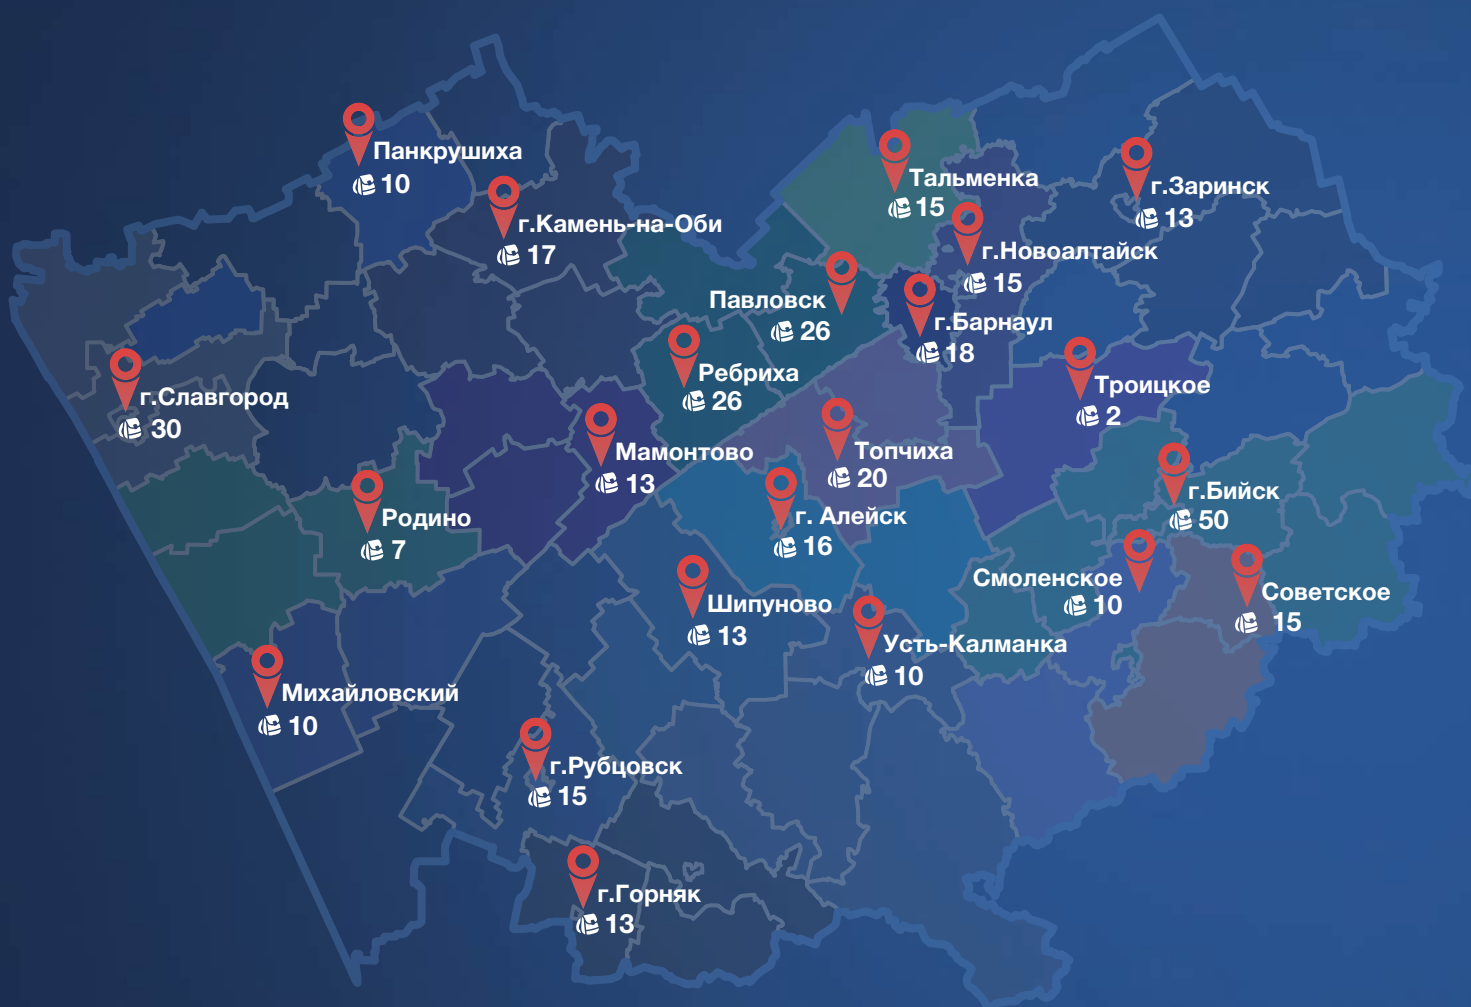 Панкрушиха
10
г.Камень-на-Оби
17
Тальменка
15
г.Заринск
13
г.Новоалтайск
15
Павловск
26
г.Барнаул
18
Ребриха
26
Троицкое
2
г.Славгород
30
Мамонтово
13
Топчиха
20
г.Бийск
50
Родино
7
г. Алейск
16
Смоленское
10
Советское
15
Шипуново
13
Усть-Калманка
10
Михайловский
10
г.Рубцовск
15
г.Горняк
13